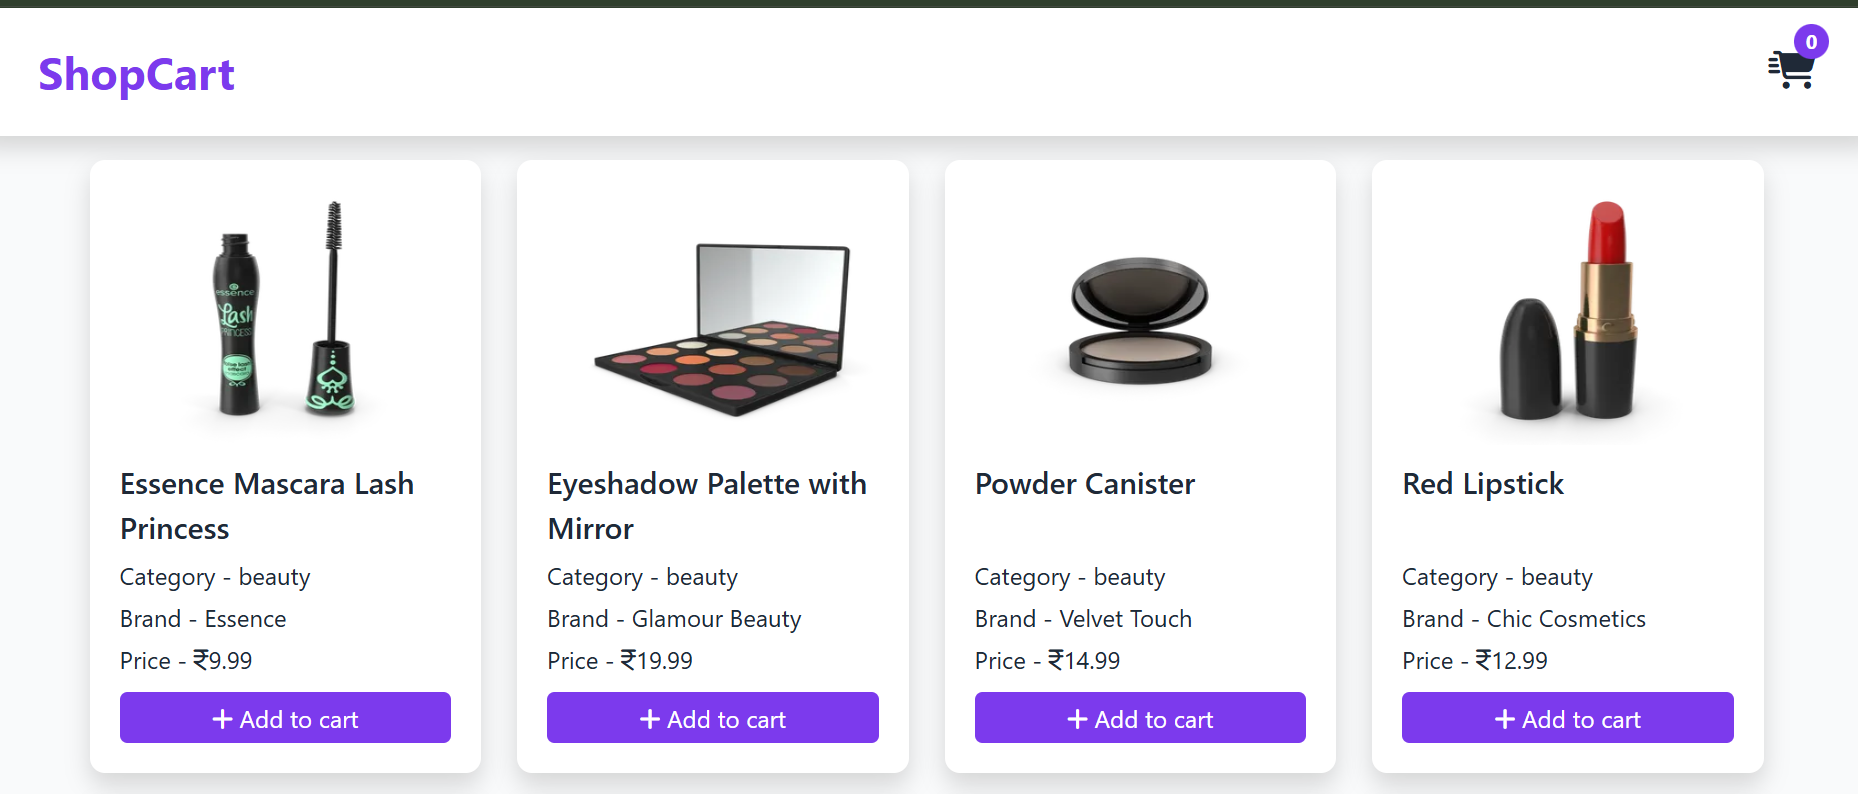 ShopCart
0
essence
Lash
PRINCESS
Essence Mascara Lash
Princess
Category - beauty
Brand - Essence
Price - ₹9.99
+ Add to cart
Eyeshadow Palette with
Mirror
Category - beauty
Brand - Glamour Beauty
Price - ₹19.99
+ Add to cart
Powder Canister
Category - beauty
Brand - Velvet Touch
Price - ₹14.99
+ Add to cart
Red Lipstick
Category - beauty
Brand - Chic Cosmetics
Price - ₹12.99
+ Add to cart